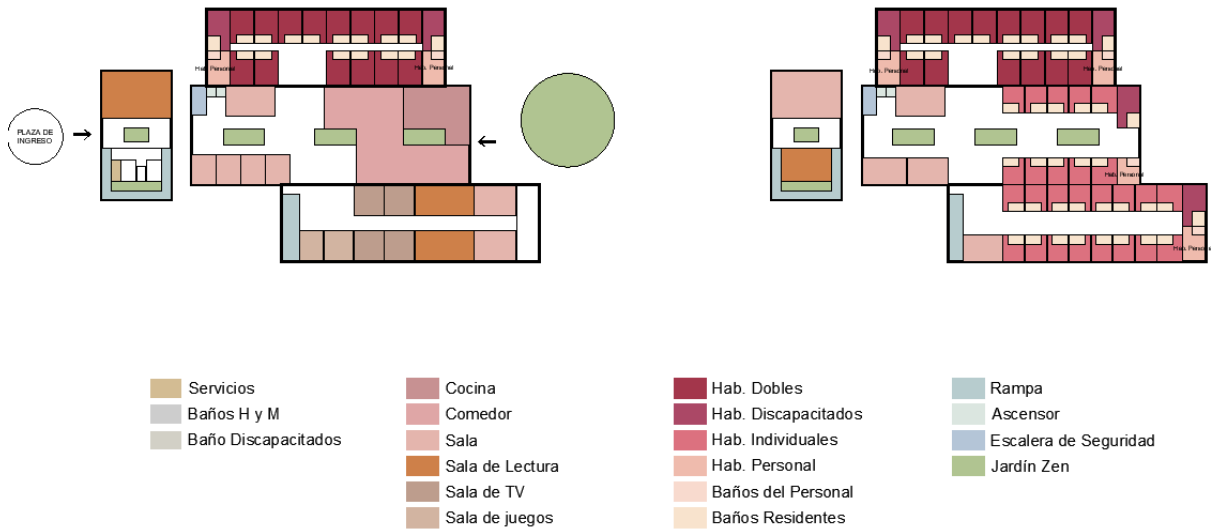 Hab. Personal
Hab. Personal
Hab. Personal
Hab. Personal
PLAZA DE
INGRESO
Hab. Personal
Hab. Persona
Servicios
Baños H y M
Baño Discapacitados
Cocina
Comedor
Sala
Sala de Lectura
Sala de TV
Sala de juegos
Hab. Dobles
Hab. Discapacitados
Hab. Individuales
Hab. Personal
Baños del Personal
Baños Residentes
Rampa
Ascensor
Escalera de Seguridad
Jardín Zen